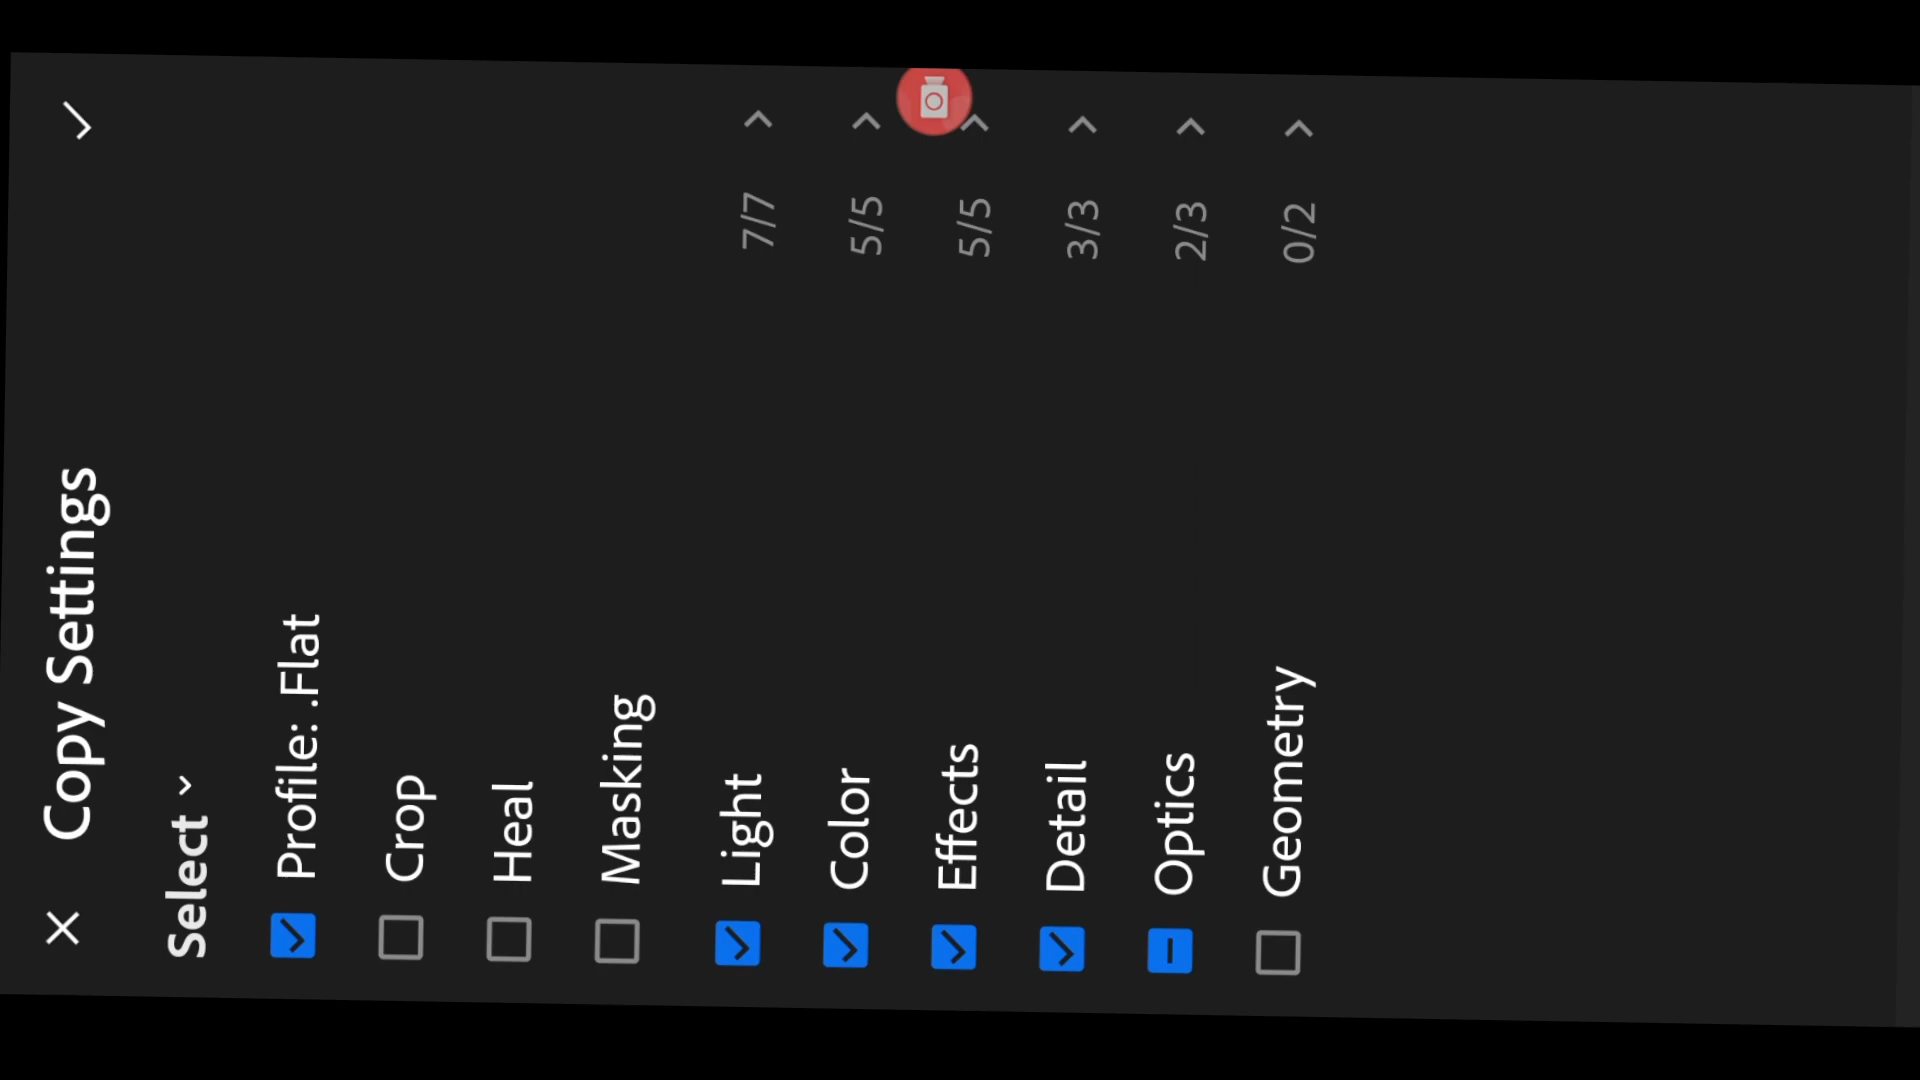 Copy Settings
Select
Profile: .Flat
Crop
Heal
Masking
Light 7/7
Color 5/5
Effects 5/5
Detail 3/3
Optics 2/3
Geometry 0/2